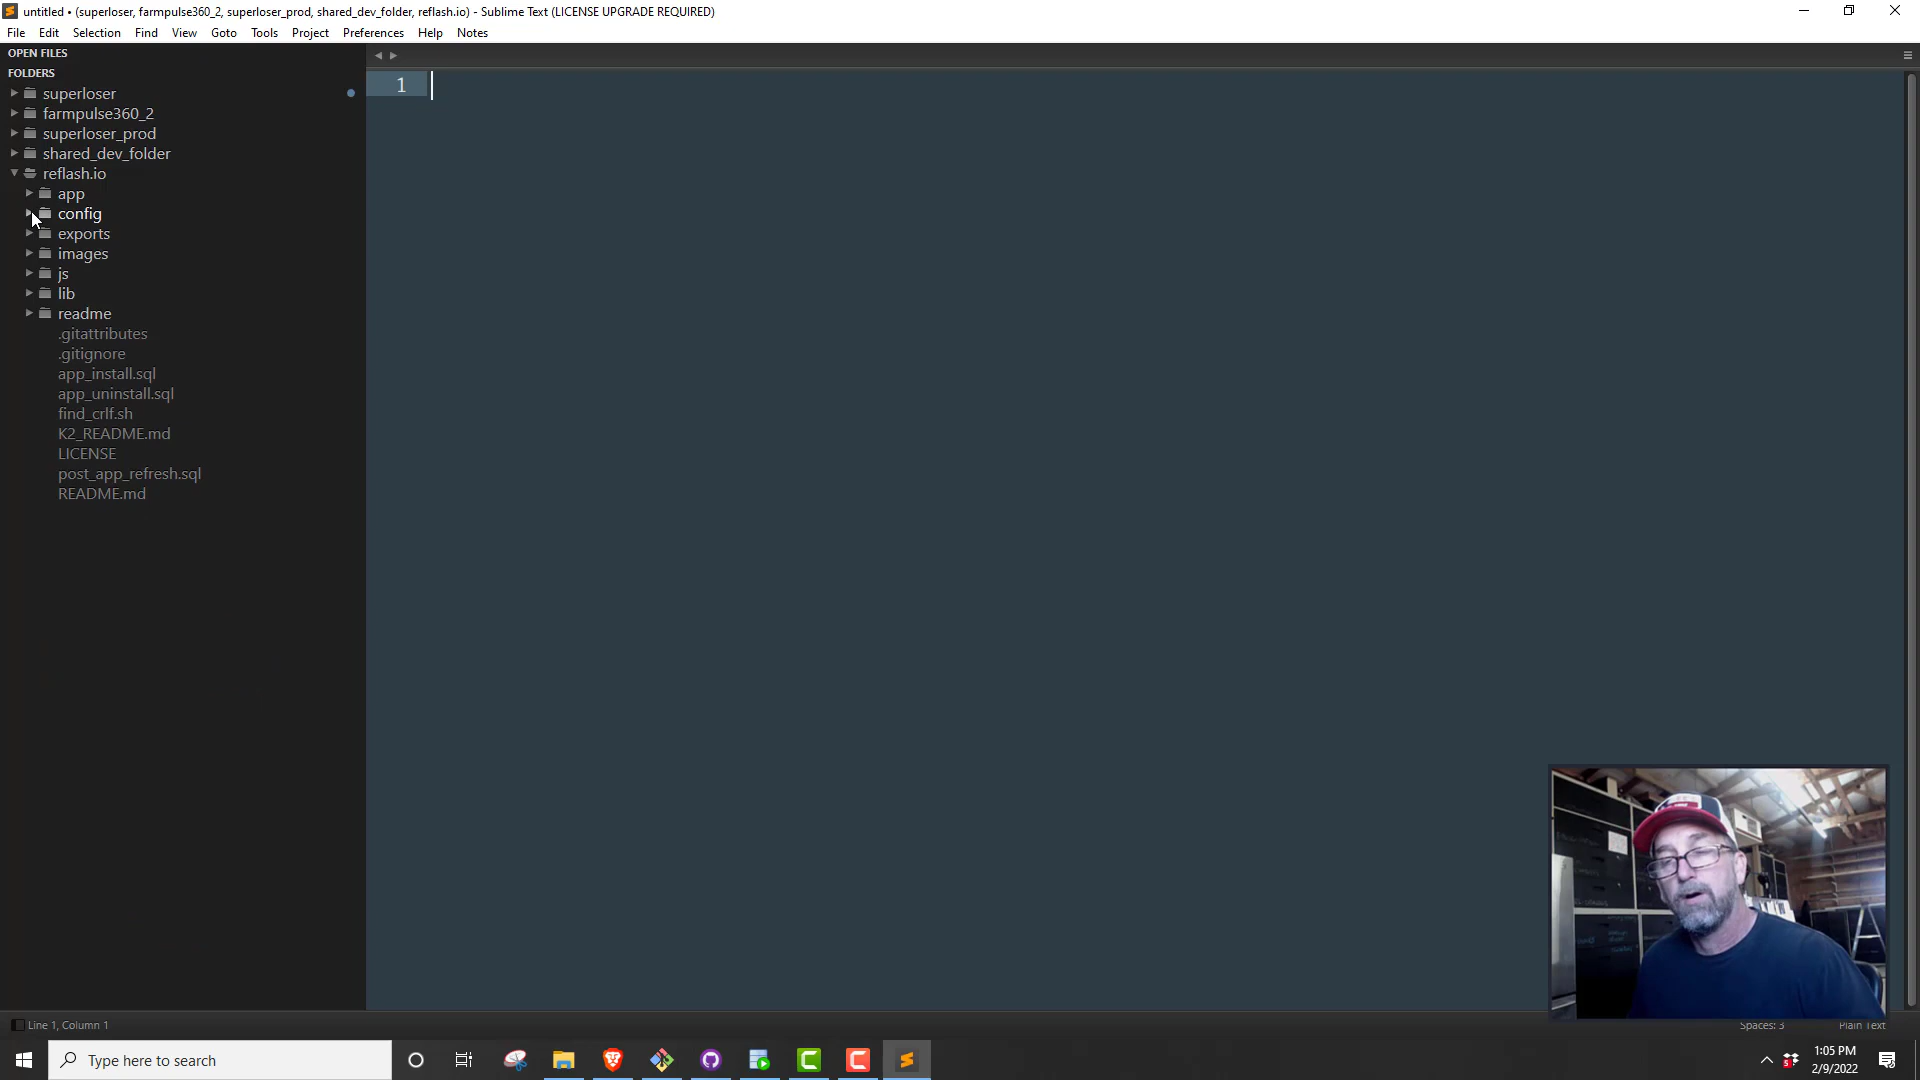 untitled • (superloser, farmpulse360_2, superloser_prod, shared_dev_folder, reflash.io) - Sublime Text (LICENSE UPGRADE REQUIRED)
File Edit Selection Find View Goto Tools Project Preferences Help Notes
OPEN FILES
FOLDERS
superloser
farmpulse360_2
superloser_prod
shared_dev_folder
reflash.io
app
config
exports
images
js
lib
readme
.gitattributes
.gitignore
app_install.sql
app_uninstall.sql
find_crlf.sh
K2_README.md
LICENSE
post_app_refresh.sql
README.md
1
Line 1, Column 1
Spaces: 3 Plain Text
Type here to search
1:05 PM
2/9/2022